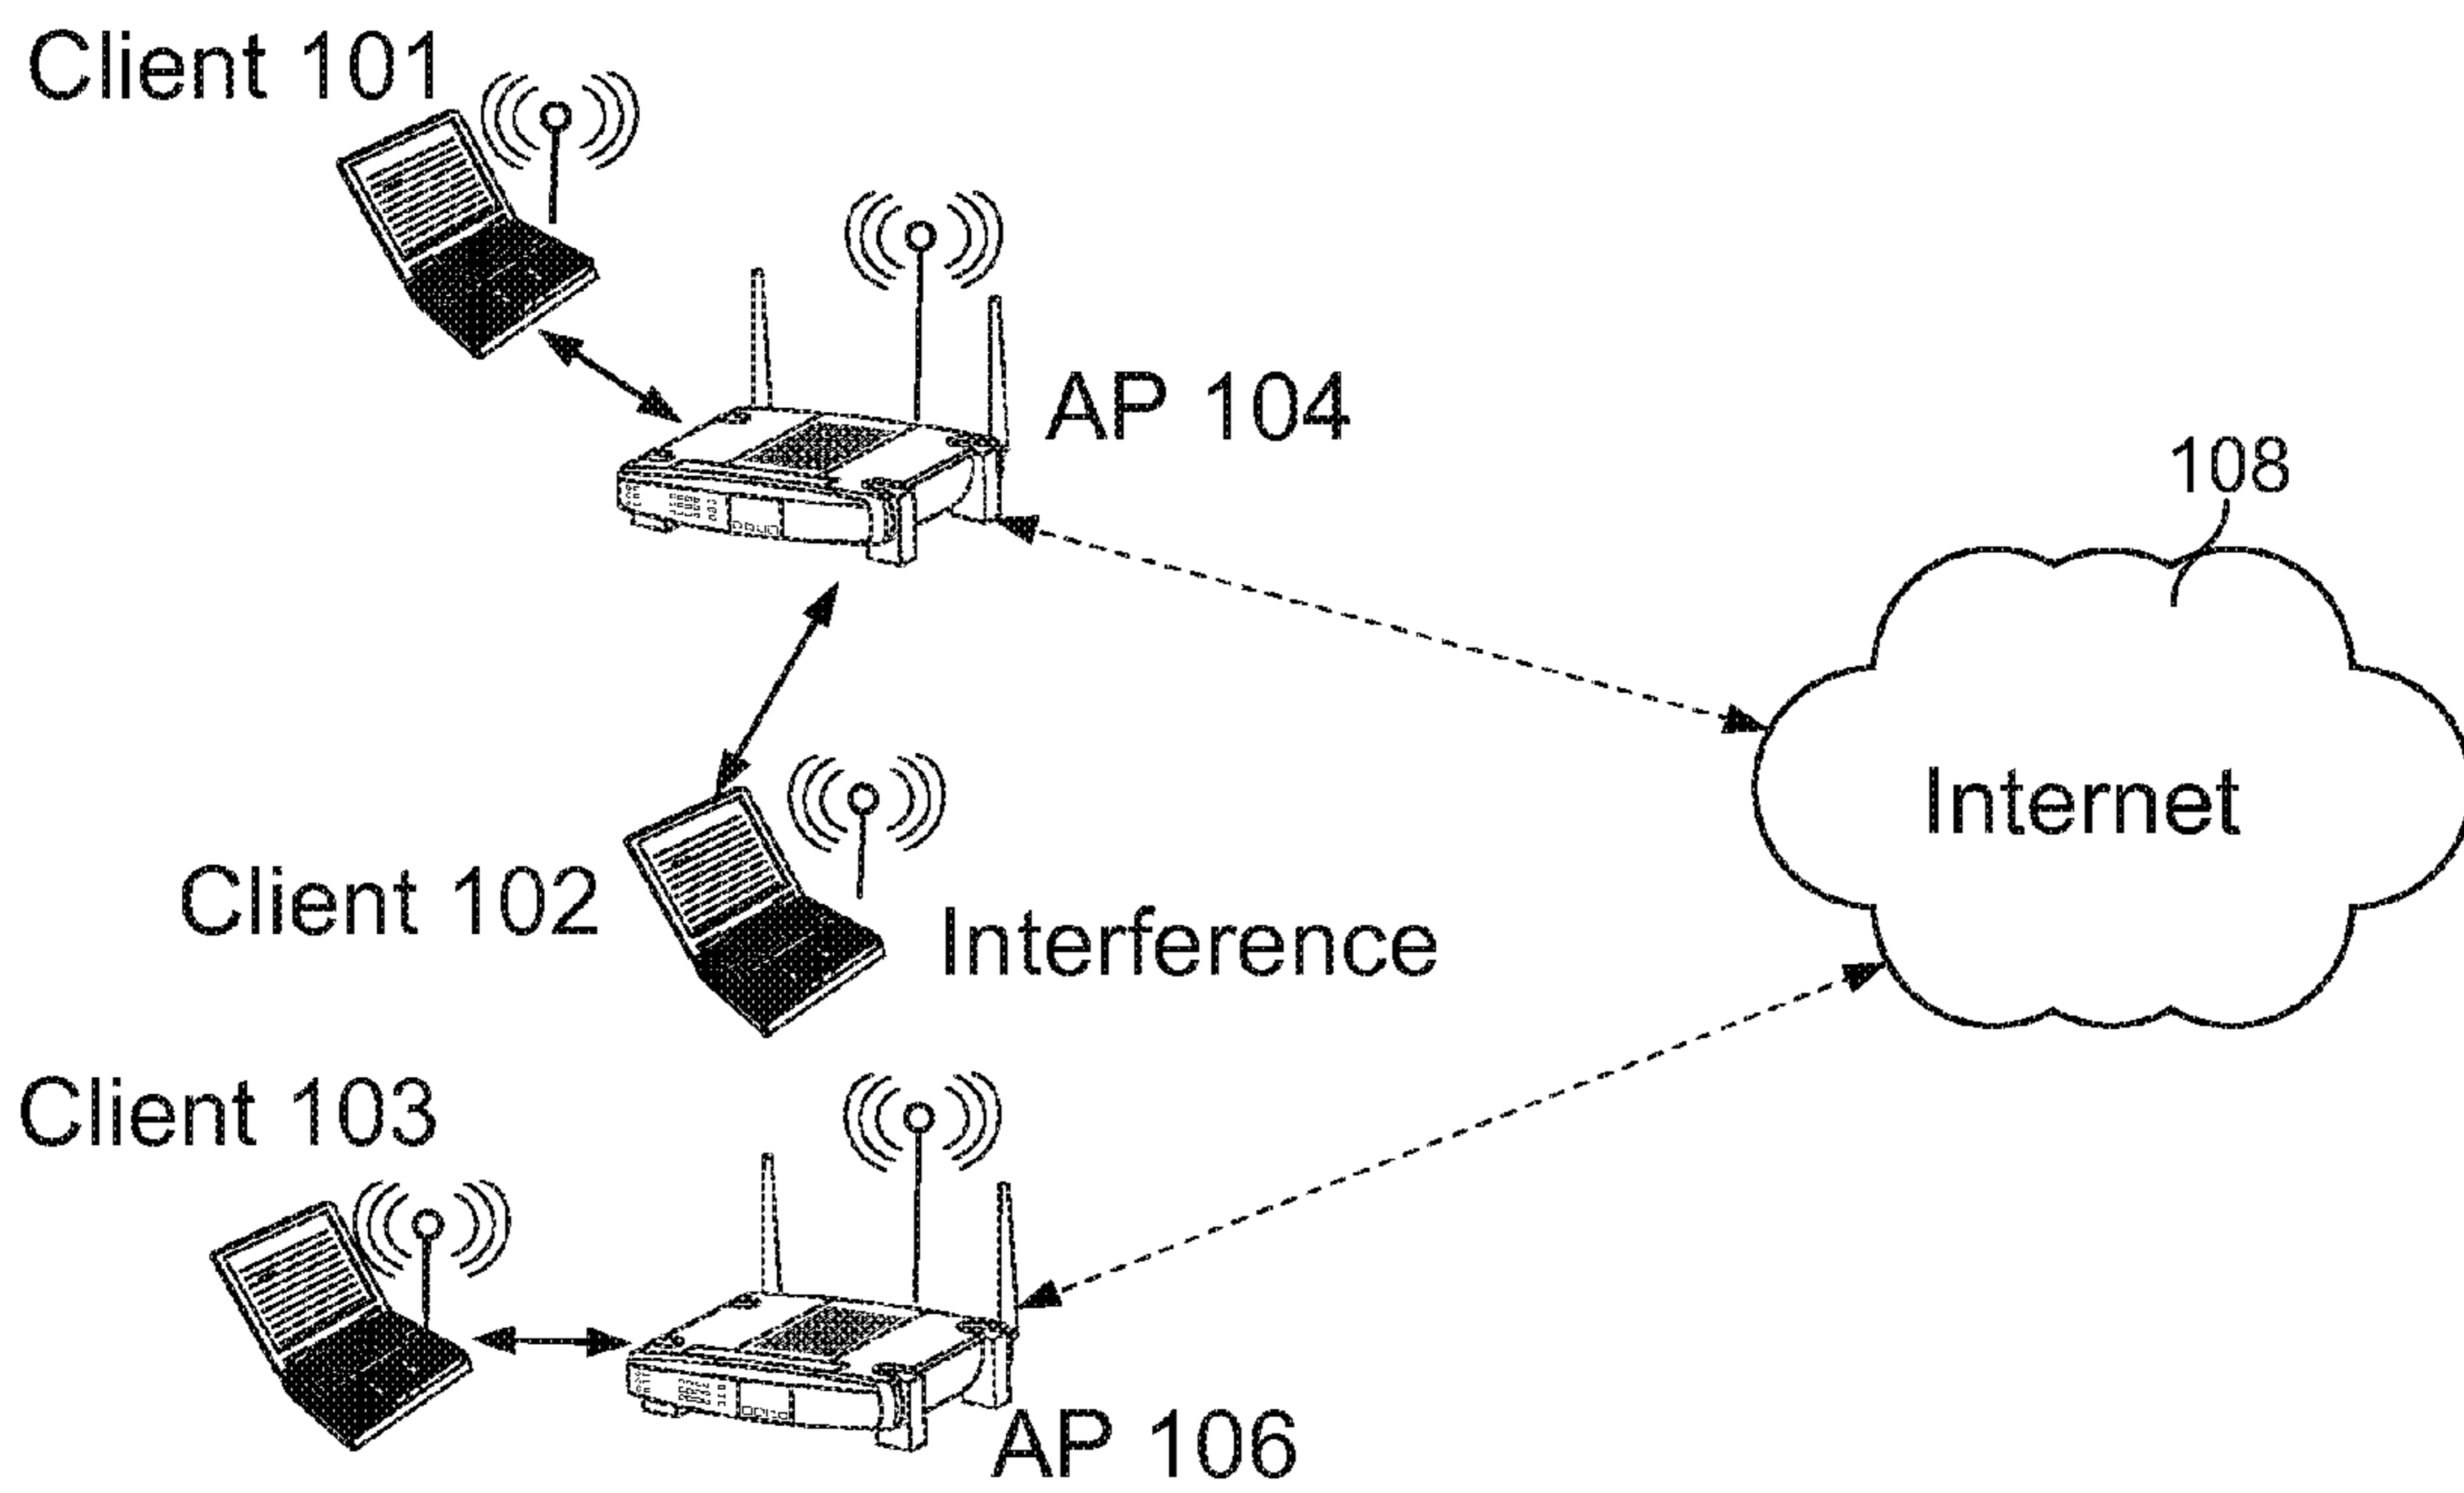 Client 101
AP 104
108
Internet
Client 102
Interference
Client 103
AP 106